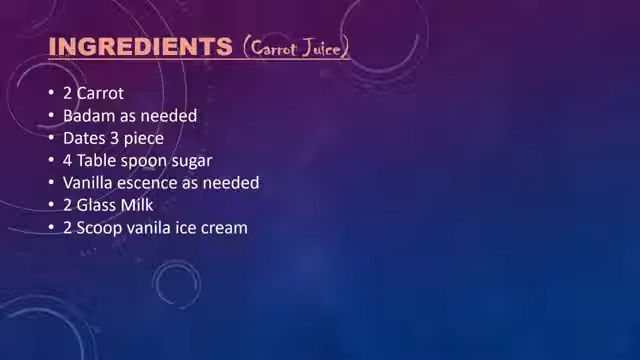 INGREDIENTS (Carrot Juice)
• 2 Carrot
• Badam as needed
• Dates 3 piece
• 4 Table spoon sugar
• Vanilla escence as needed
• 2 Glass Milk
• 2 Scoop vanila ice cream